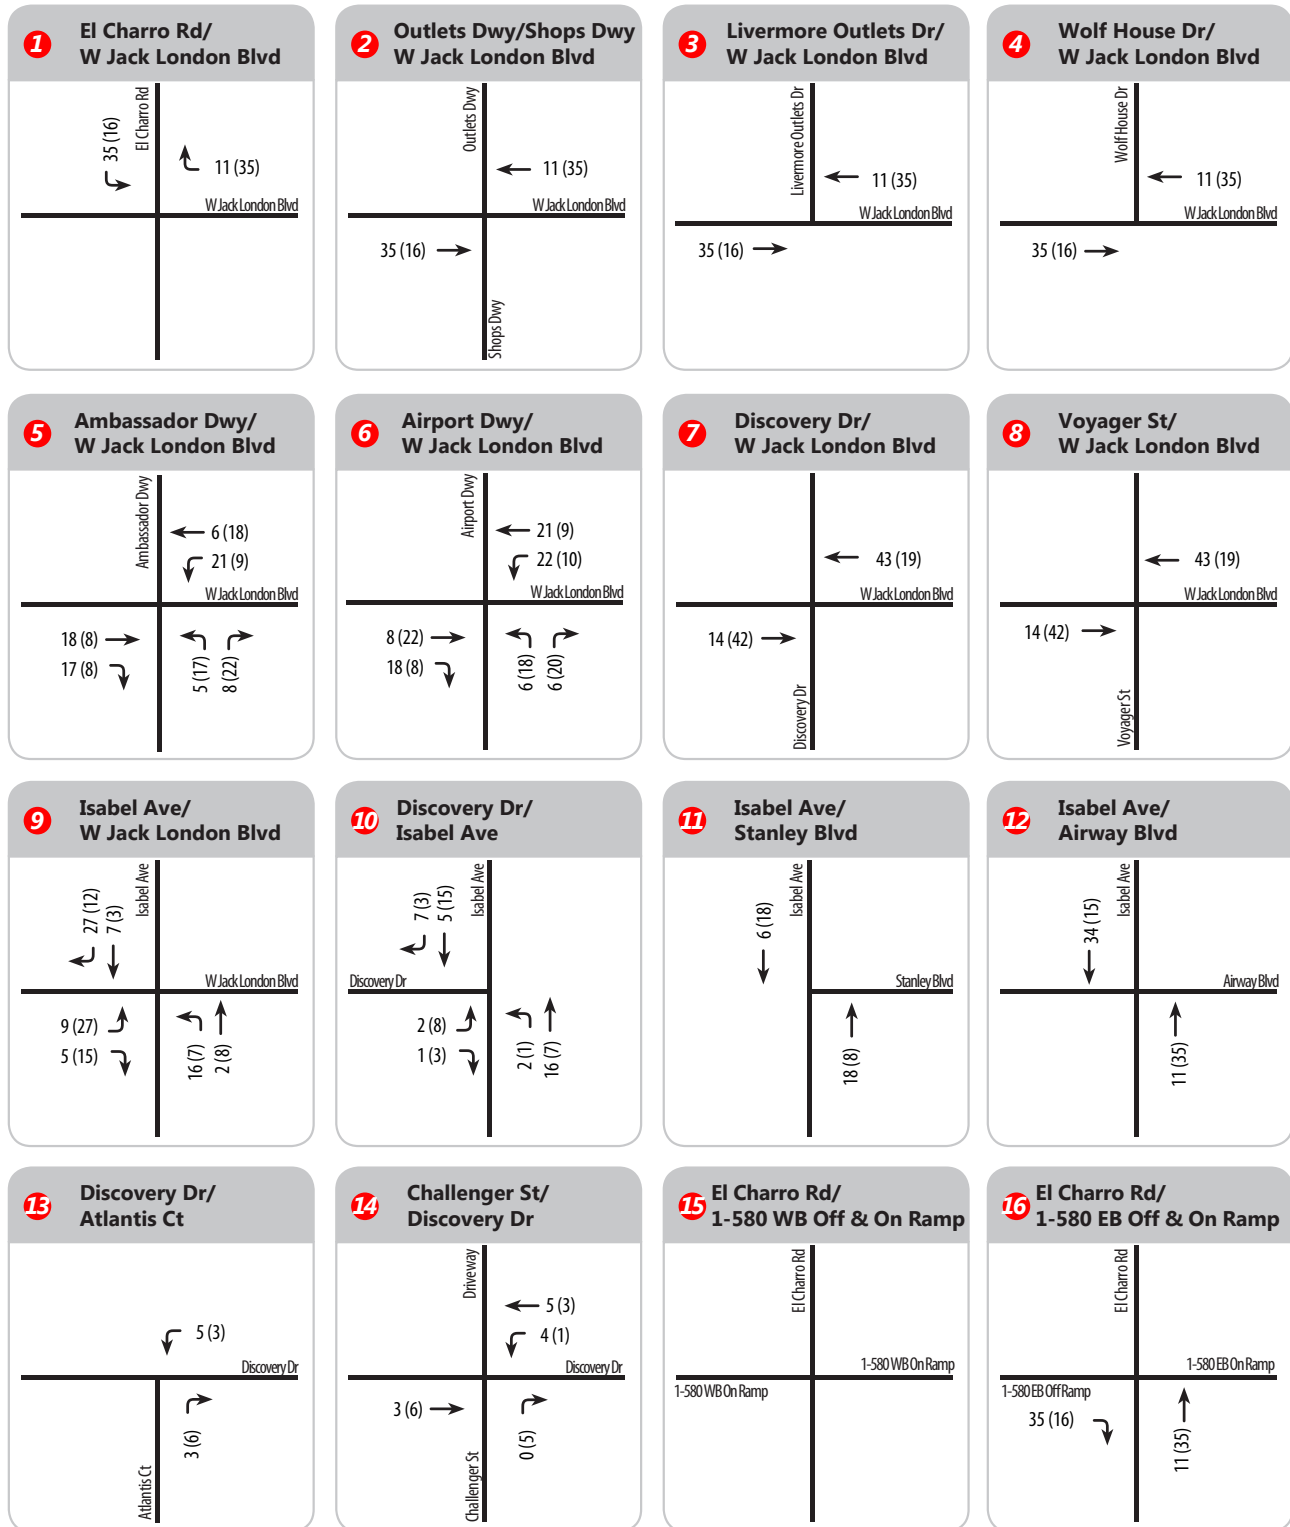 1
El Charro Rd/
W Jack London Blvd
35 (16)
El Charro Rd
11 (35)
W Jack London Blvd
2
Outlets Dwy/Shops Dwy
W Jack London Blvd
Outlets Dwy
11 (35)
W Jack London Blvd
35 (16)
Shops Dwy
3
Livermore Outlets Dr/
W Jack London Blvd
Livermore Outlets Dr
11 (35)
W Jack London Blvd
35 (16)
4
Wolf House Dr/
W Jack London Blvd
Wolf House Dr
11 (35)
W Jack London Blvd
35 (16)
5
Ambassador Dwy/
W Jack London Blvd
Ambassador Dwy
6 (18)
21 (9)
W Jack London Blvd
18 (8)
17 (8)
5 (17)
8 (22)
6
Airport Dwy/
W Jack London Blvd
Airport Dwy
21 (9)
22 (10)
W Jack London Blvd
8 (22)
18 (8)
6 (18)
6 (20)
7
Discovery Dr/
W Jack London Blvd
43 (19)
W Jack London Blvd
14 (42)
Discovery Dr
8
Voyager St/
W Jack London Blvd
43 (19)
W Jack London Blvd
14 (42)
Voyager St
9
Isabel Ave/
W Jack London Blvd
27 (12)
7 (3)
Isabel Ave
W Jack London Blvd
9 (27)
5 (15)
16 (7)
2 (8)
10
Discovery Dr/
Isabel Ave
7 (3)
5 (15)
Isabel Ave
Discovery Dr
2 (8)
1 (3)
2 (1)
16 (7)
11
Isabel Ave/
Stanley Blvd
6 (18)
Isabel Ave
Stanley Blvd
18 (8)
12
Isabel Ave/
Airway Blvd
34 (15)
Isabel Ave
Airway Blvd
11 (35)
13
Discovery Dr/
Atlantis Ct
5 (3)
Discovery Dr
3 (6)
Atlantis Ct
14
Challenger St/
Discovery Dr
Driveway
5 (3)
4 (1)
Discovery Dr
3 (6)
0 (5)
Challenger St
15
El Charro Rd/
1-580 WB Off & On Ramp
El Charro Rd
1-580 WB On Ramp
1-580 WB On Ramp
16
El Charro Rd/
1-580 EB Off & On Ramp
El Charro Rd
1-580 EB On Ramp
1-580 EB Off Ramp
35 (16)
11 (35)